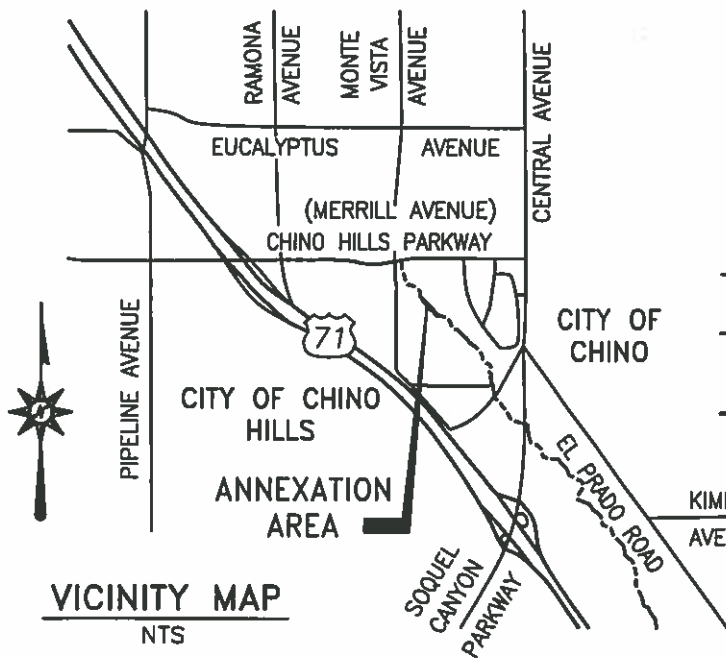 RAMONA
AVENUE
MONTE
VISTA
AVENUE
CENTRAL AVENUE
EUCALYPTUS AVENUE
(MERRILL AVENUE)
CHINO HILLS PARKWAY
71
CITY OF
CHINO
PIPELINE AVENUE
N
CITY OF CHINO
HILLS
ANNEXATION
AREA
EL PRADO ROAD
SOQUEL
CANYON
PARKWAY
VICINITY MAP
NTS